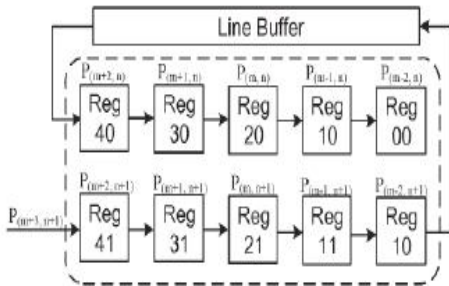 Line Buffer
P(m+2, n) P(m+1, n) P(m, n) P(m-1, n) P(m-2, n)
Reg Reg Reg Reg Reg
40 30 20 10 00
P(m+2, n+1) P(m+1, n+1) P(m, n+1) P(m-1, n+1) P(m-2, n+1)
P(m+3, n+1) Reg Reg Reg Reg Reg
41 31 21 11 10